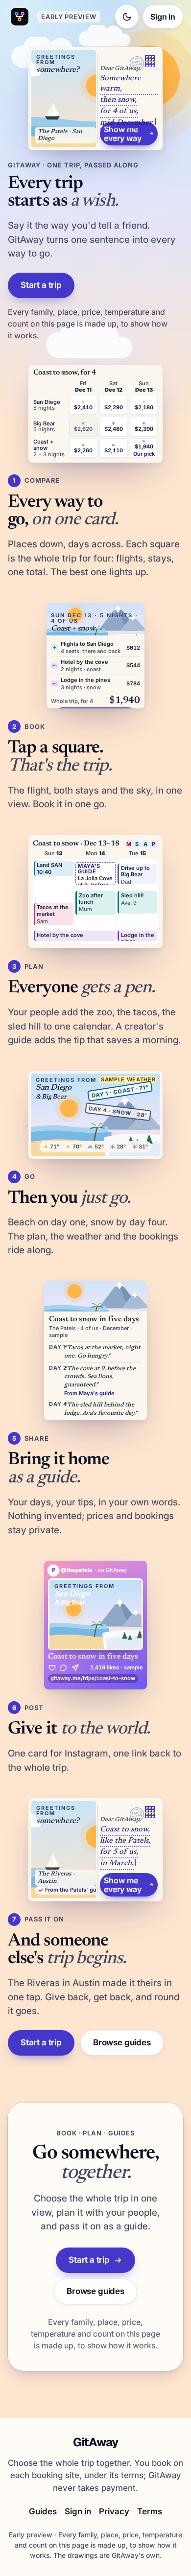 EARLY PREVIEW
Sign in
GREETINGS FROM
somewhere?
The Patels · San Diego
Dear GitAway,
Somewhere warm,
then snow,
for 4 of us,
mid-December.
Show me every way →
GITAWAY · ONE TRIP, PASSED ALONG
Every trip
starts as a wish.
Say it the way you'd tell a friend.
GitAway turns one sentence into every
way to go.
Start a trip
Every family, place, price, temperature and
count on this page is made up, to show how
it works.
Coast to snow, for 4
Fri
Dec 11
Sat
Dec 12
Sun
Dec 13
San Diego
5 nights
$2,410
$2,290
$2,180
Big Bear
5 nights
$2,620
$2,480
$2,390
Coast + snow
2 + 3 nights
$2,260
$2,110
$1,940
Our pick
1 COMPARE
Every way to
go, on one card.
Places down, days across. Each square
is the whole trip for four: flights, stays,
one total. The best one lights up.
SUN DEC 13 · 5 NIGHTS · 4 OF US
Coast + snow
Flights to San Diego
4 seats, there and back
$612
Hotel by the cove
2 nights · coast
$544
Lodge in the pines
3 nights · snow
$784
Whole trip, for 4
$1,940
2 BOOK
Tap a square.
That's the trip.
The flight, both stays and the sky, in one
view. Book it in one go.
Coast to snow · Dec 13–18
M S A P
Sun 13
Mon 14
Tue 15
Land SAN
10:40
MAYA'S GUIDE
La Jolla Cove
Drive up to Big Bear
Dad
Zoo after lunch
Mum
Sled hill!
Ava, 9
Tacos at the market
Sam
Hotel by the cove
Lodge in the
3 PLAN
Everyone gets a pen.
Your people add the zoo, the tacos, the
sled hill to one calendar. A creator's
guide adds the tip that saves a morning.
GREETINGS FROM
SAMPLE WEATHER
San Diego
& Big Bear
DAY 1 · COAST · 71°
DAY 4 · SNOW · 28°
71°
70°
52°
28°
31°
4 GO
Then you just go.
Beach on day one, snow by day four.
The plan, the weather and the bookings
ride along.
Coast to snow in five days
The Patels · 4 of us · December · sample
DAY 1
"Tacos at the market, night one. Go hungry."
DAY 2
"The cove at 9, before the crowds. Sea lions, guaranteed."
From Maya's guide
DAY 4
"The sled hill behind the lodge. Ava's favourite day."
5 SHARE
Bring it home
as a guide.
Your days, your tips, in your own words.
Nothing invented; prices and bookings
stay private.
P @thepatels · on GitAway
GREETINGS FROM
San Diego
& Big Bear
Coast to snow in five days
2,418 likes · sample
gitaway.me/trips/coast-to-snow
6 POST
Give it to the world.
One card for Instagram, one link back to
the whole trip.
GREETINGS FROM
somewhere?
The Riveras · Austin
✓ From the Patels' gu
Dear GitAway,
Coast to snow,
like the Patels,
for 5 of us,
in March.
Show me every way →
7 PASS IT ON
And someone
else's trip begins.
The Riveras in Austin made it theirs in
one tap. Give back, get back, and round
it goes.
Start a trip
Browse guides
BOOK · PLAN · GUIDES
Go somewhere,
together.
Choose the whole trip in one
view, plan it with your people,
and pass it on as a guide.
Start a trip →
Browse guides
Every family, place, price,
temperature and count on this page
is made up, to show how it works.
GitAway
Choose the whole trip together. You book on
each booking site, under its terms; GitAway
never takes payment.
Guides Sign in Privacy Terms
Early preview · Every family, place, price, temperature
and count on this page is made up, to show how it
works. The drawings are GitAway's own.